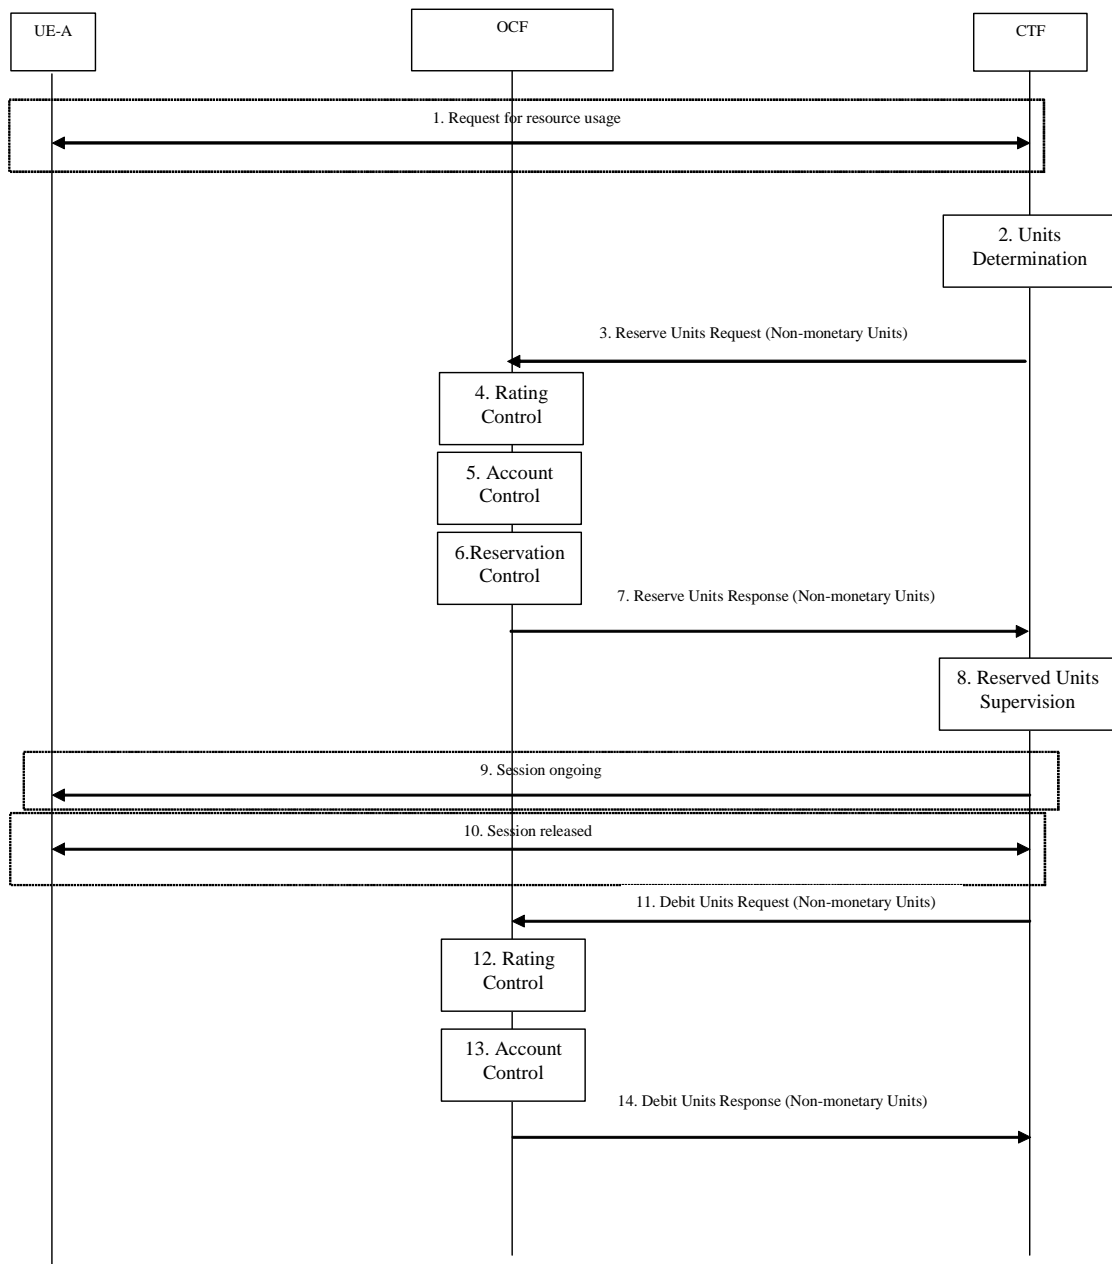 UE-A
OCF
CTF
1. Request for resource usage
2. Units
Determination
3. Reserve Units Request (Non-monetary Units)
4. Rating
Control
5. Account
Control
6.Reservation
Control
7. Reserve Units Response (Non-monetary Units)
8. Reserved Units
Supervision
9. Session ongoing
10. Session released
11. Debit Units Request (Non-monetary Units)
12. Rating
Control
13. Account
Control
14. Debit Units Response (Non-monetary Units)